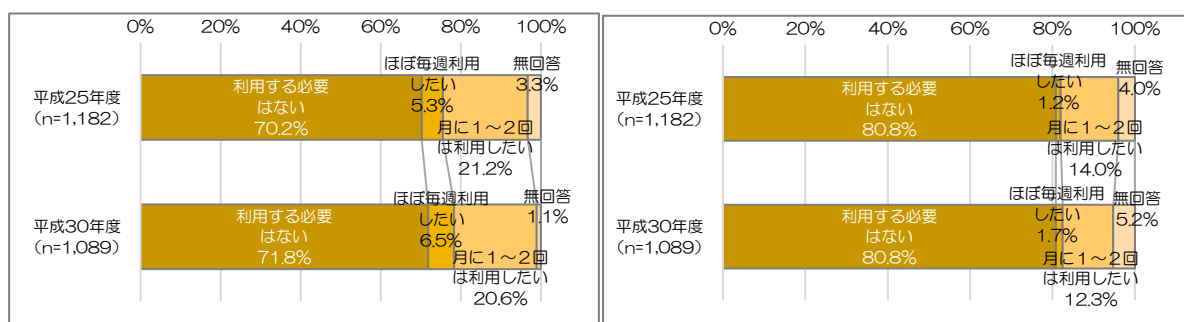 0% 20% 40% 60% 80% 100%
平成25年度
(n=1,182)
利用する必要
はない
70.2%
ほぼ毎週利用
したい
5.3%
月に1~2回
は利用したい
21.2%
無回答
3.3%
平成30年度
(n=1,089)
利用する必要
はない
71.8%
ほぼ毎週利用
したい
6.5%
月に1~2回
は利用したい
20.6%
無回答
1.1%
0% 20% 40% 60% 80% 100%
平成25年度
(n=1,182)
利用する必要
はない
80.8%
ほぼ毎週利用
したい
1.2%
月に1~2回
は利用したい
14.0%
無回答
4.0%
平成30年度
(n=1,089)
利用する必要
はない
80.8%
ほぼ毎週利用
したい
1.7%
月に1~2回
は利用したい
12.3%
無回答
5.2%